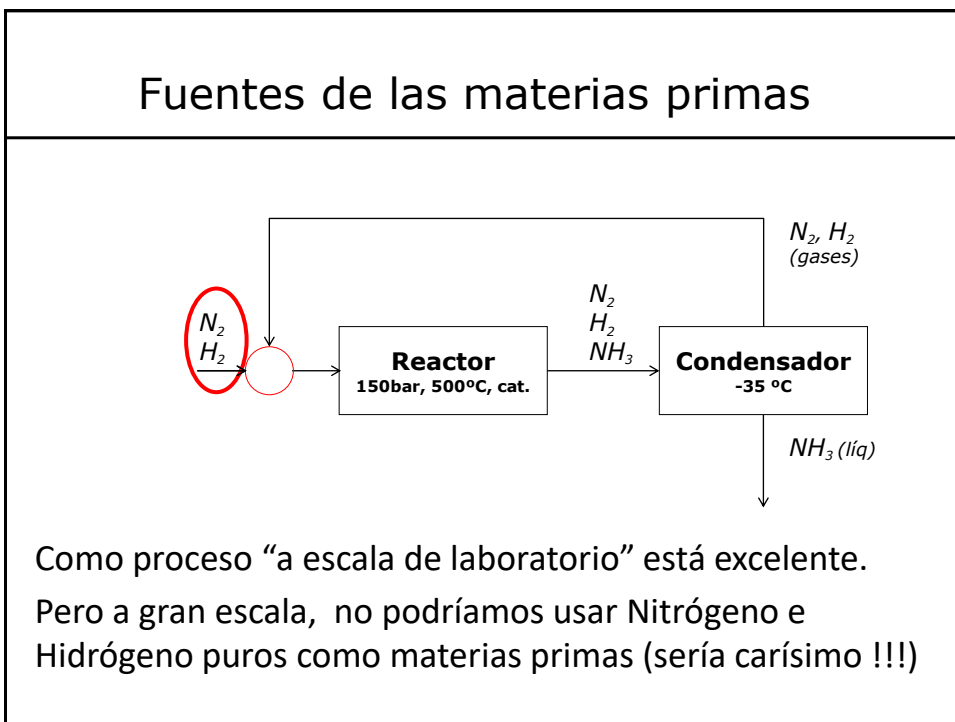 Fuentes de las materias primas
N₂, H₂
(gases)
N₂
H₂
N₂
H₂
NH₃
Reactor
150bar, 500ºC, cat.
Condensador
-35 ºC
NH₃ (líq)
Como proceso “a escala de laboratorio” está excelente.
Pero a gran escala,  no podríamos usar Nitrógeno e
Hidrógeno puros como materias primas (sería carísimo !!!)